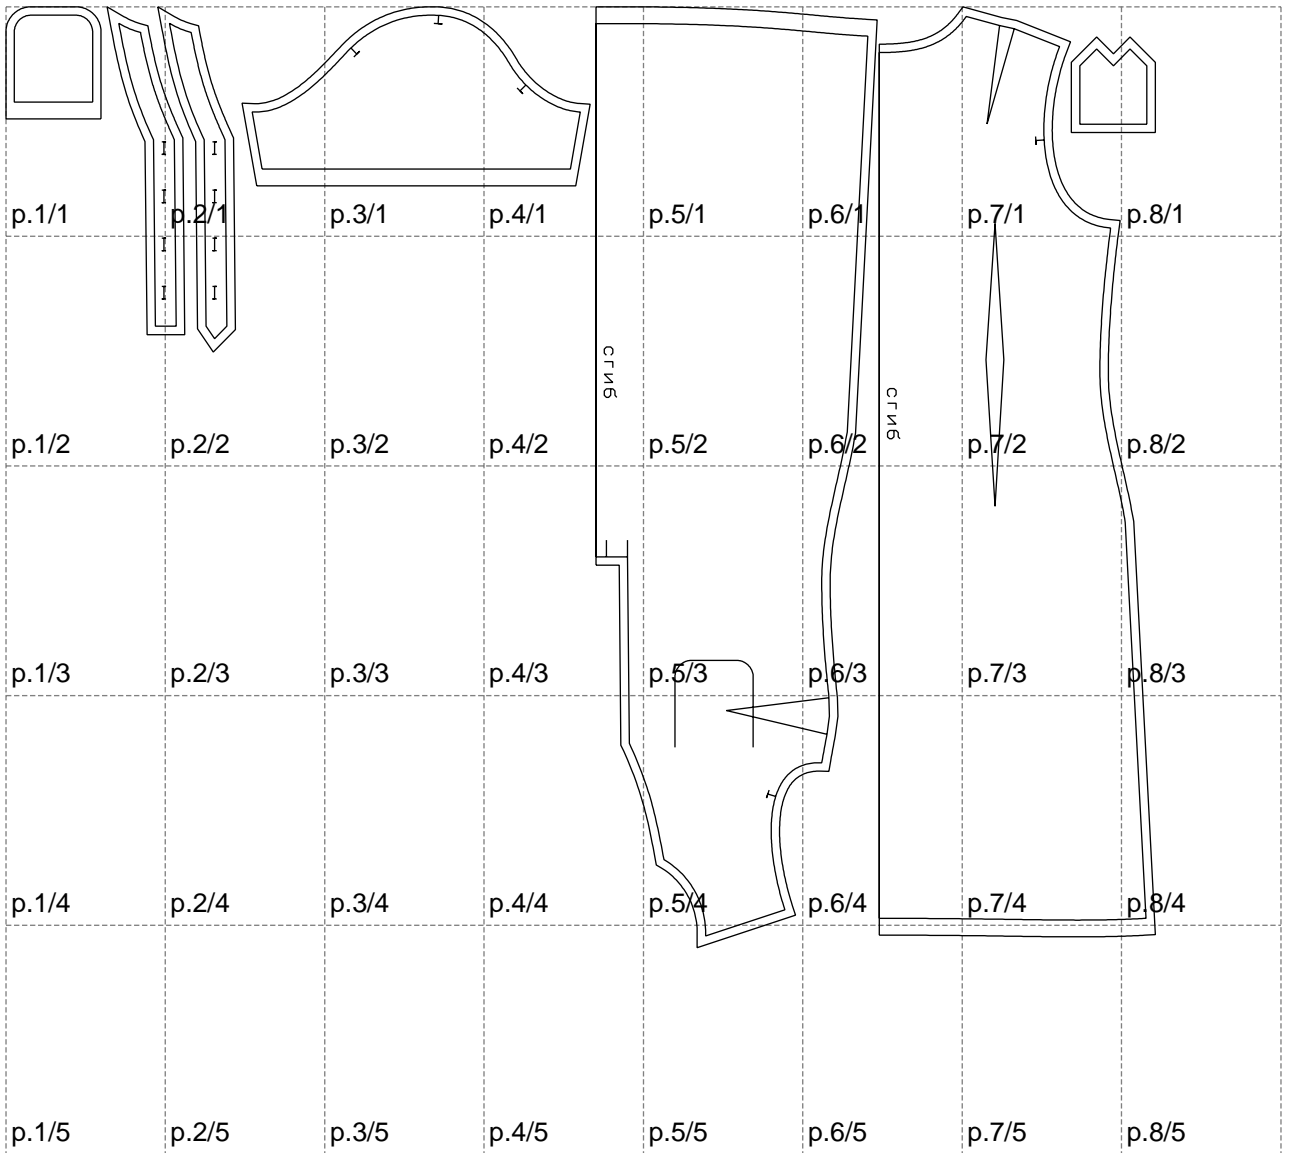 p.1/1 p.2/1 p.3/1 p.4/1 p.5/1 p.6/1 p.7/1 p.8/1
сгиб
сгиб
p.1/2 p.2/2 p.3/2 p.4/2 p.5/2 p.6/2 p.7/2 p.8/2
p.1/3 p.2/3 p.3/3 p.4/3 p.5/3 p.6/3 p.7/3 p.8/3
p.1/4 p.2/4 p.3/4 p.4/4 p.5/4 p.6/4 p.7/4 p.8/4
p.1/5 p.2/5 p.3/5 p.4/5 p.5/5 p.6/5 p.7/5 p.8/5